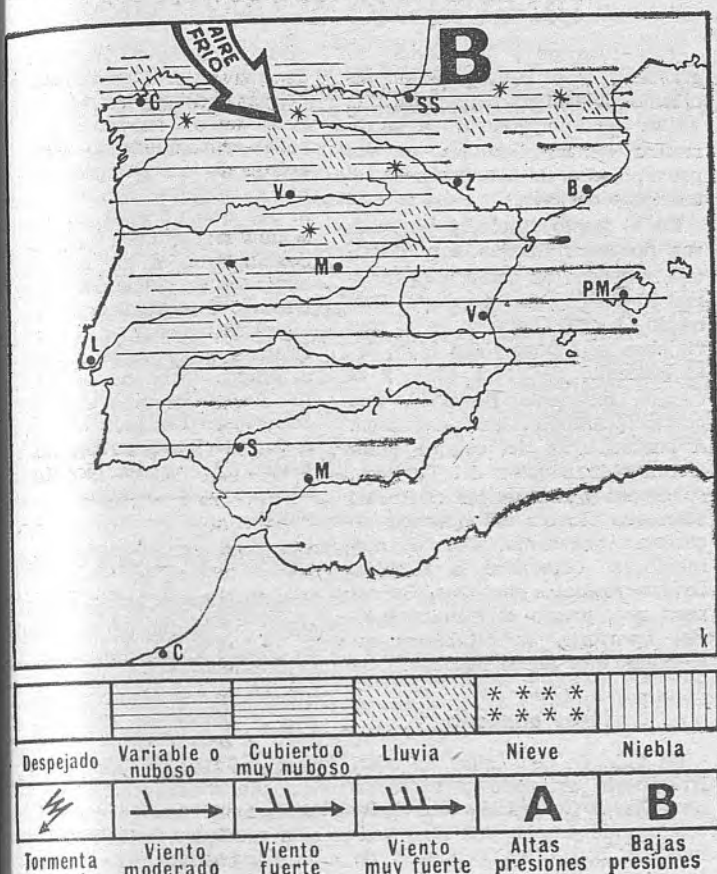 AIRE
FRIO
B
C
SS
V
Z
B
M
PM
V
L
S
M
C
k
Despejado
Variable o
nuboso
Cubierto o
muy nuboso
Lluvia
Nieve
Niebla
A
B
Tormenta
Viento
moderado
Viento
fuerte
Viento
muy fuerte
Altas
presiones
Bajas
presiones